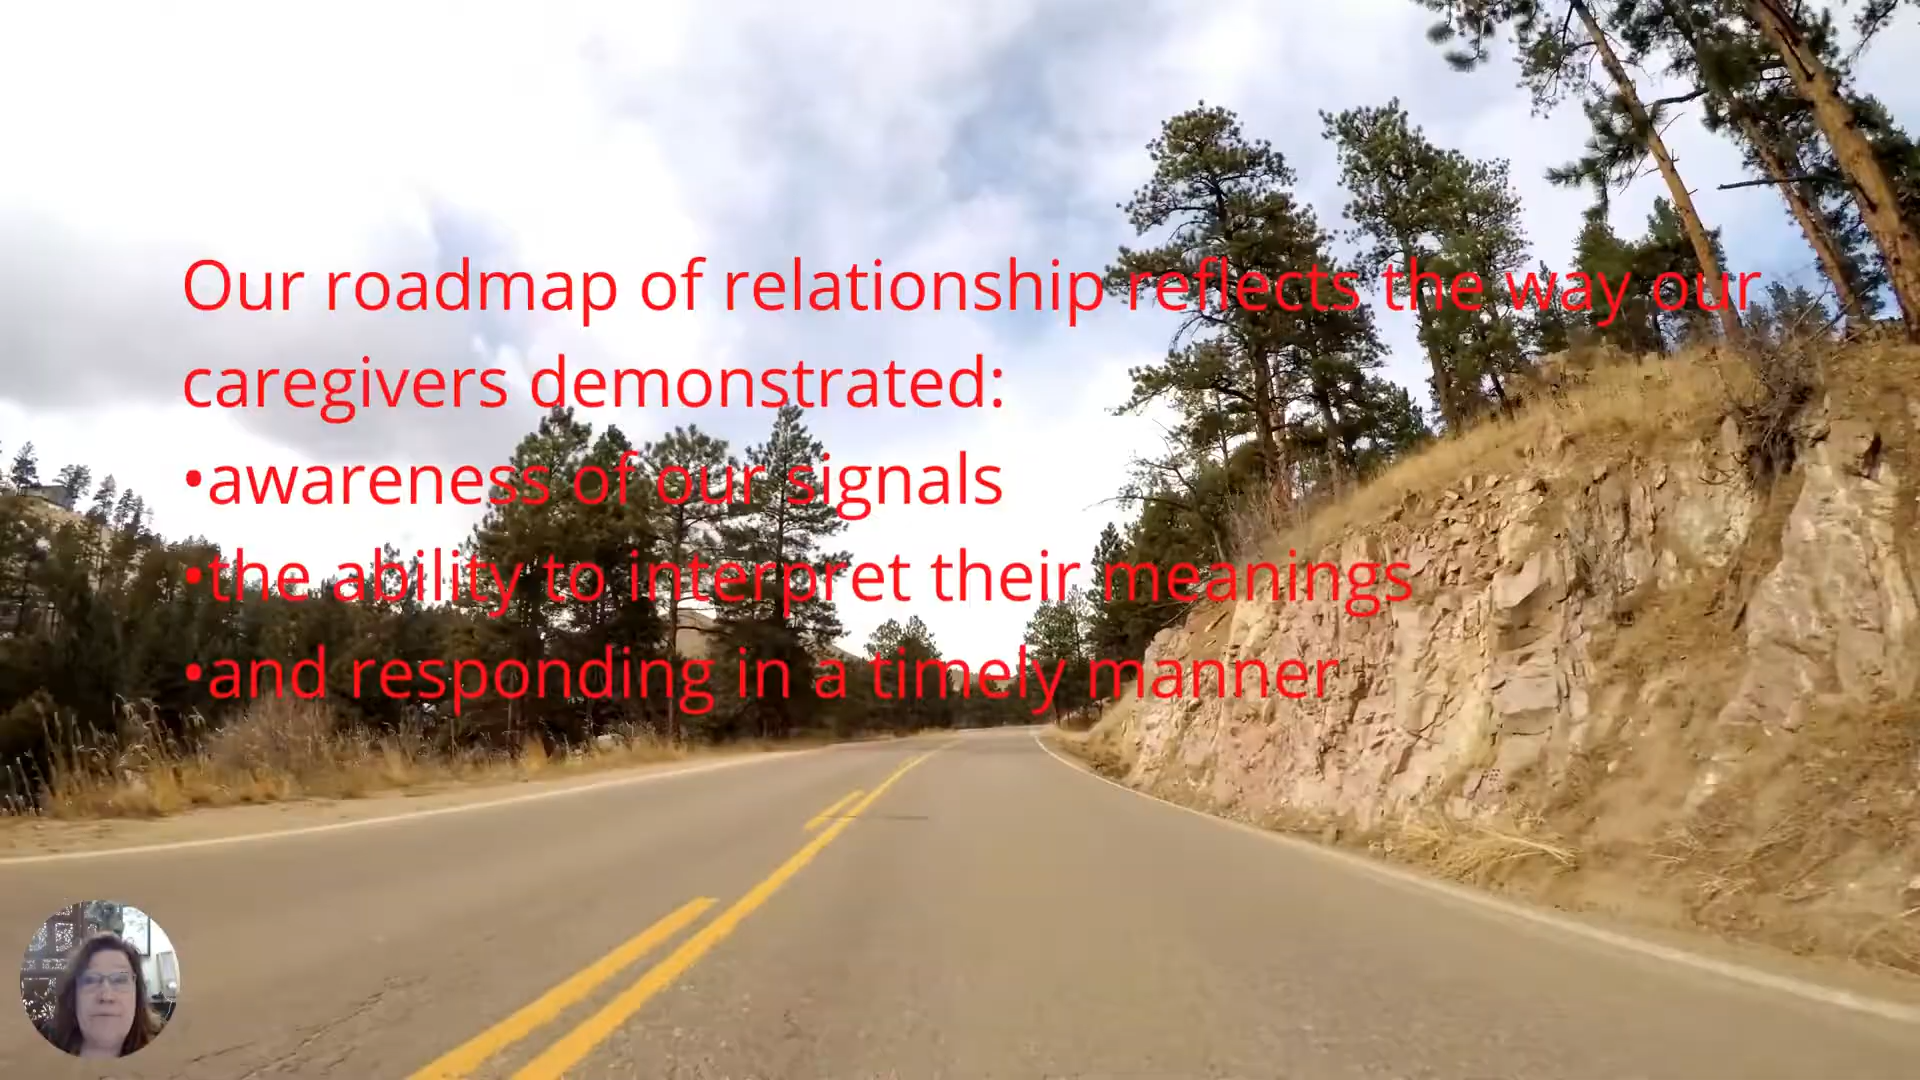 Our roadmap of relationship reflects the way our
caregivers demonstrated:
•awareness of our signals
•the ability to interpret their meanings
•and responding in a timely manner